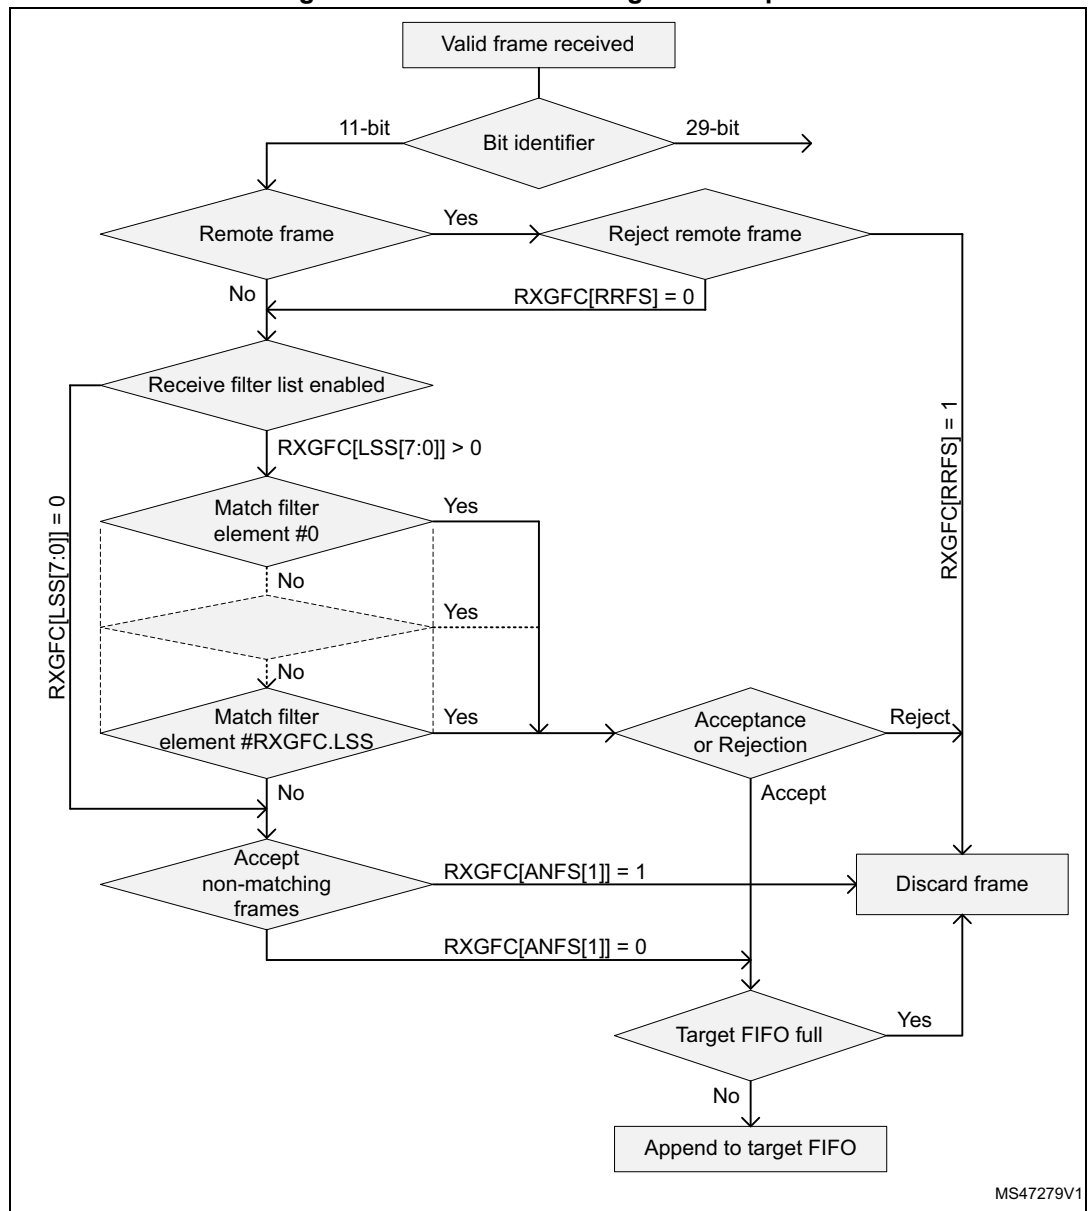 Valid frame received
11-bit
Bit identifier
29-bit
Remote frame
Yes
Reject remote frame
No
RXGFC[RRFS] = 0
Receive filter list enabled
RXGFC[LSS[7:0]] > 0
RXGFC[RRFS] = 1
RXGFC[LSS[7:0]] = 0
Match filter
element #0
Yes
No
Yes
No
Match filter
element #RXGFC.LSS
Yes
Acceptance
or Rejection
Reject
No
Accept
Accept
non-matching
frames
RXGFC[ANFS[1]] = 1
Discard frame
RXGFC[ANFS[1]] = 0
Target FIFO full
Yes
No
Append to target FIFO
MS47279V1